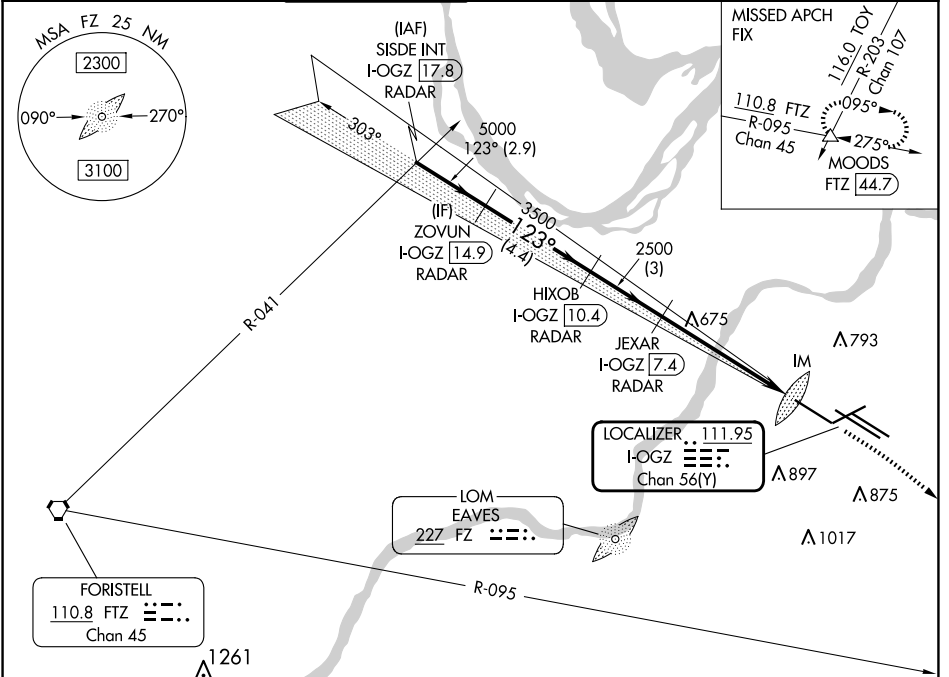 MSA FZ 25 NM
2300
090°
270°
3100
(IAF)
SISDE INT
I-OGZ 17.8
RADAR
303°
5000
123° (2.9)
(IF)
ZOVUN
I-OGZ 14.9
RADAR
3500
123°
(4.4)
2500
(3)
HIXOB
I-OGZ 10.4
RADAR
JEXAR
I-OGZ 7.4
RADAR
675
793
IM
MISSED APCH
FIX
116.0 TOY
R-203
Chan 107
110.8 FTZ
R-095
Chan 45
095°
275°
MOODS
FTZ 44.7
R-041
LOCALIZER 111.95
I-OGZ
Chan 56(Y)
897
875
1017
LOM
EAVES
227 FZ
R-095
FORISTELL
110.8 FTZ
Chan 45
1261